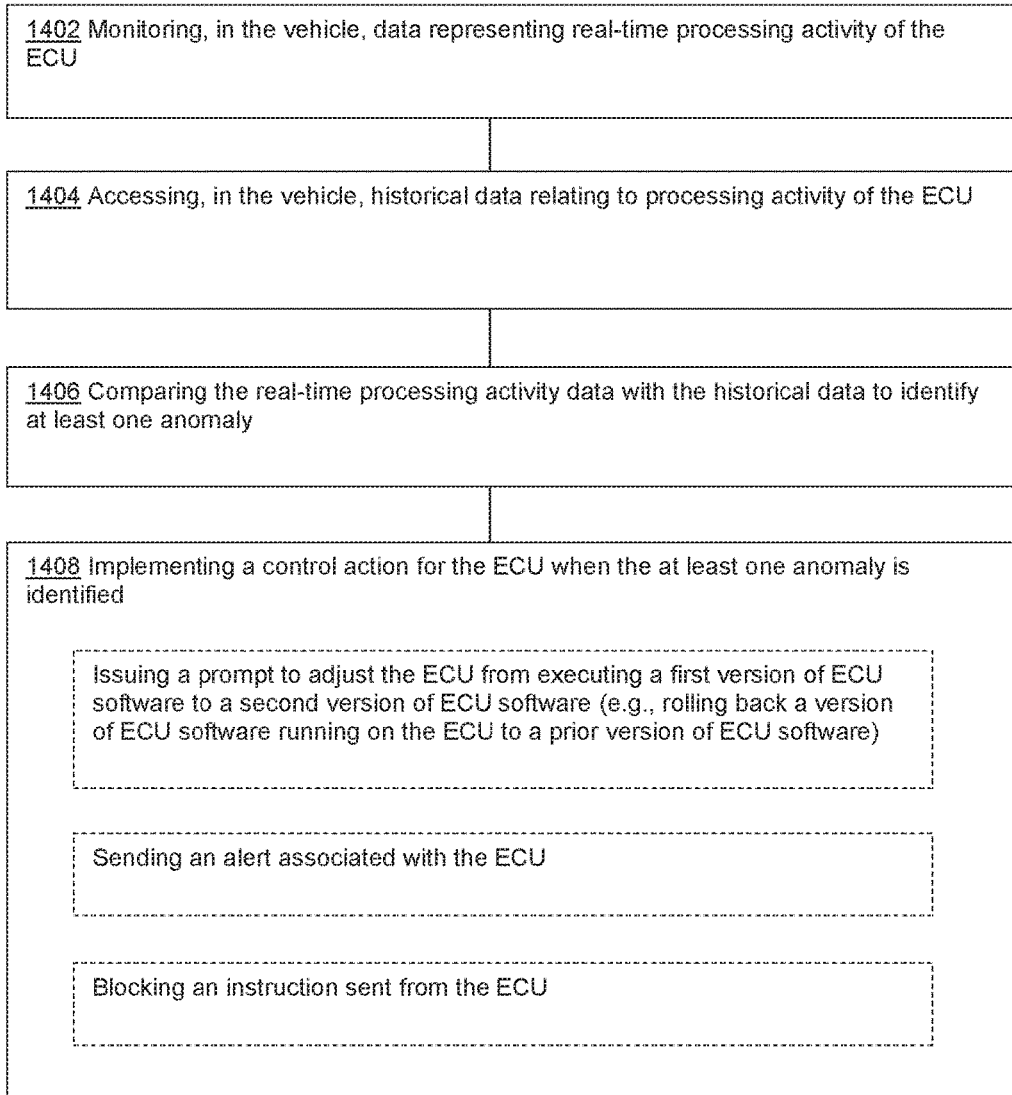 1402 Monitoring, in the vehicle, data representing real-time processing activity of the
ECU
1404 Accessing, in the vehicle, historical data relating to processing activity of the ECU
1406 Comparing the real-time processing activity data with the historical data to identify
at least one anomaly
1408 Implementing a control action for the ECU when the at least one anomaly is
identified
Issuing a prompt to adjust the ECU from executing a first version of ECU
software to a second version of ECU software (e.g., rolling back a version
of ECU software running on the ECU to a prior version of ECU software)
Sending an alert associated with the ECU
Blocking an instruction sent from the ECU